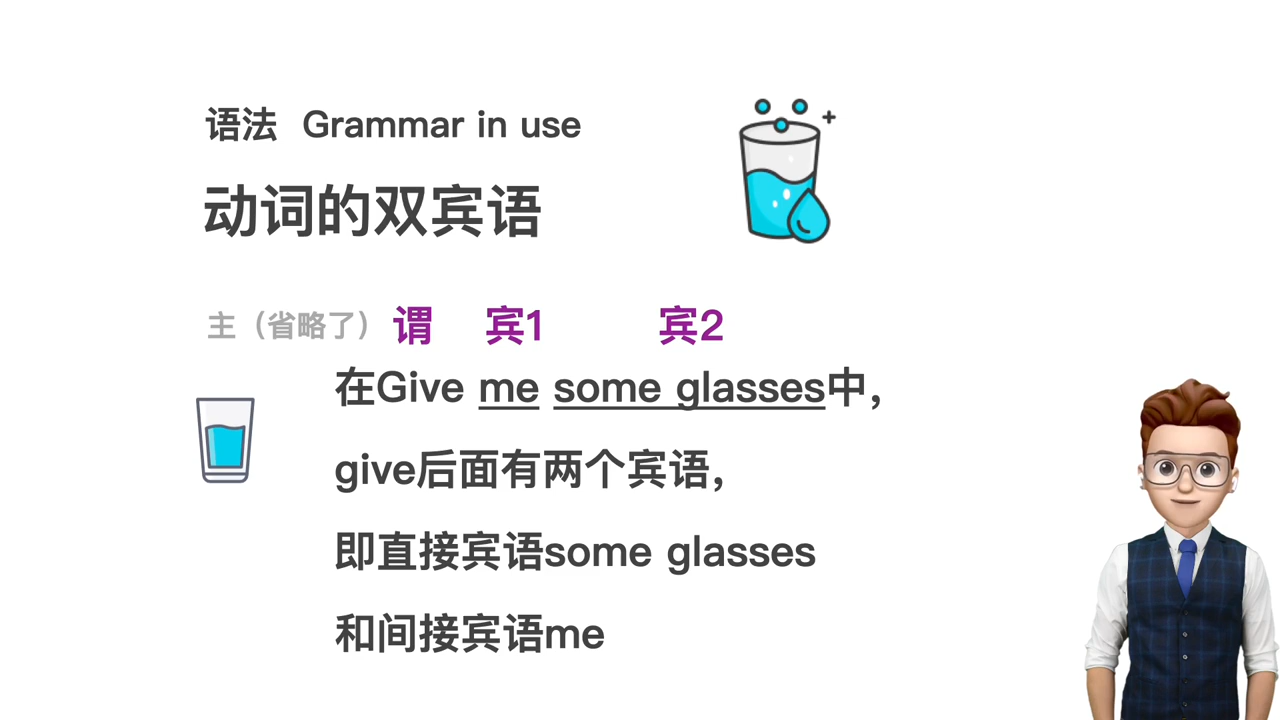 语法 Grammar in use
动词的双宾语
主（省略了） 谓 宾1 宾2
在Give me some glasses中，
give后面有两个宾语，
即直接宾语some glasses
和间接宾语me